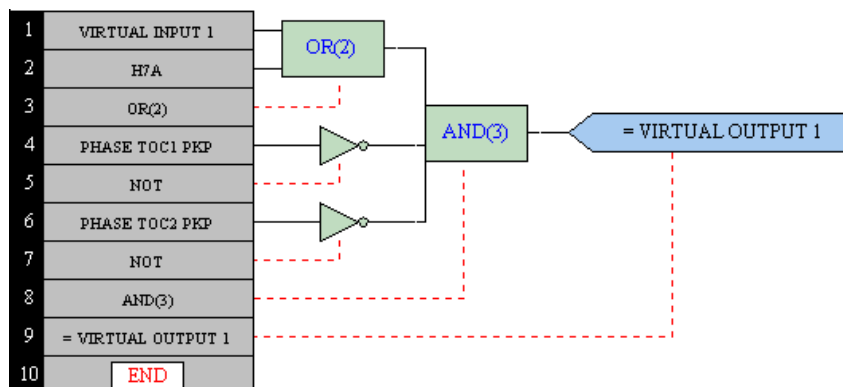 1 VIRTUAL INPUT 1
2 H7A
3 OR(2)
4 PHASE TOC1 PKP
5 NOT
6 PHASE TOC2 PKP
7 NOT
8 AND(3)
9 = VIRTUAL OUTPUT 1
10 END
OR(2)
AND(3)
= VIRTUAL OUTPUT 1